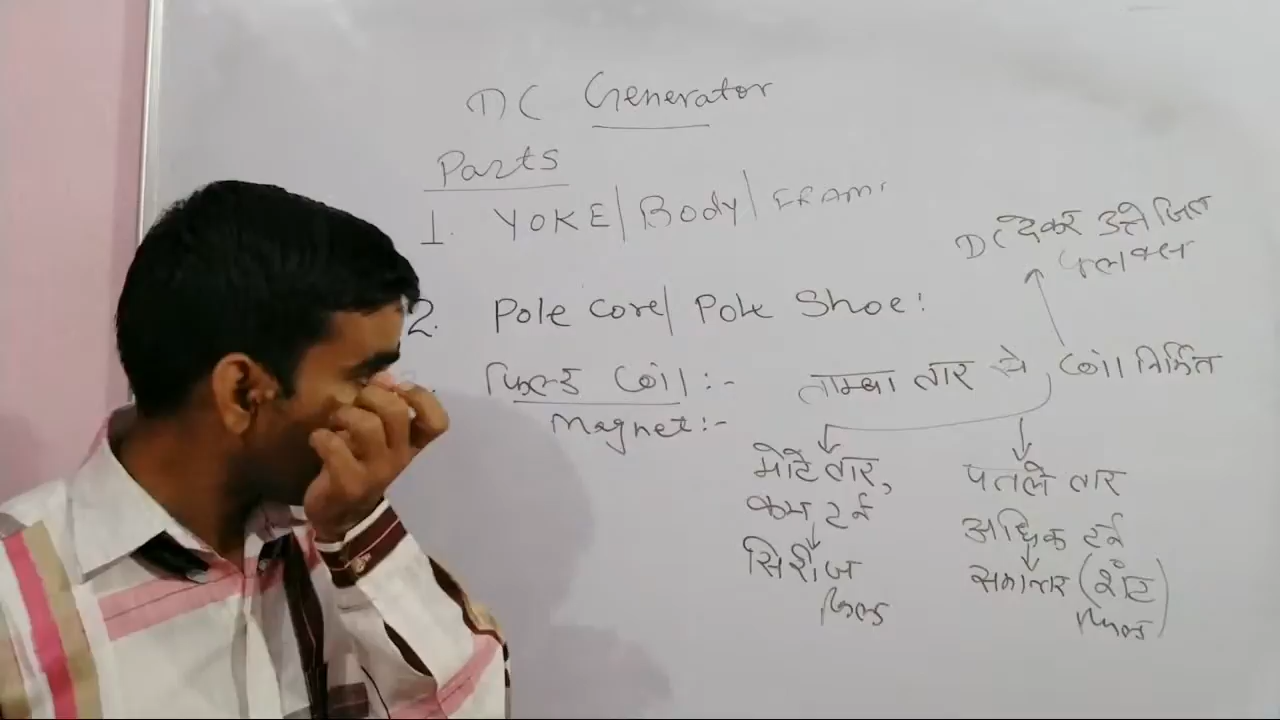 DC Generator
Parts
1. YOKE/Body/FRAM
DC देकर उत्तेजित
फ्लक्स
2. Pole Core/ Pole Shoe:
फिल्ड Coil:- ताम्बा तार से Coil निर्मित
Magnet:-
मोटे तार, पतले तार
कम टर्न अधिक टर्न
सिरीज समान्तर (शंट)
फिल्ड फिल्ड